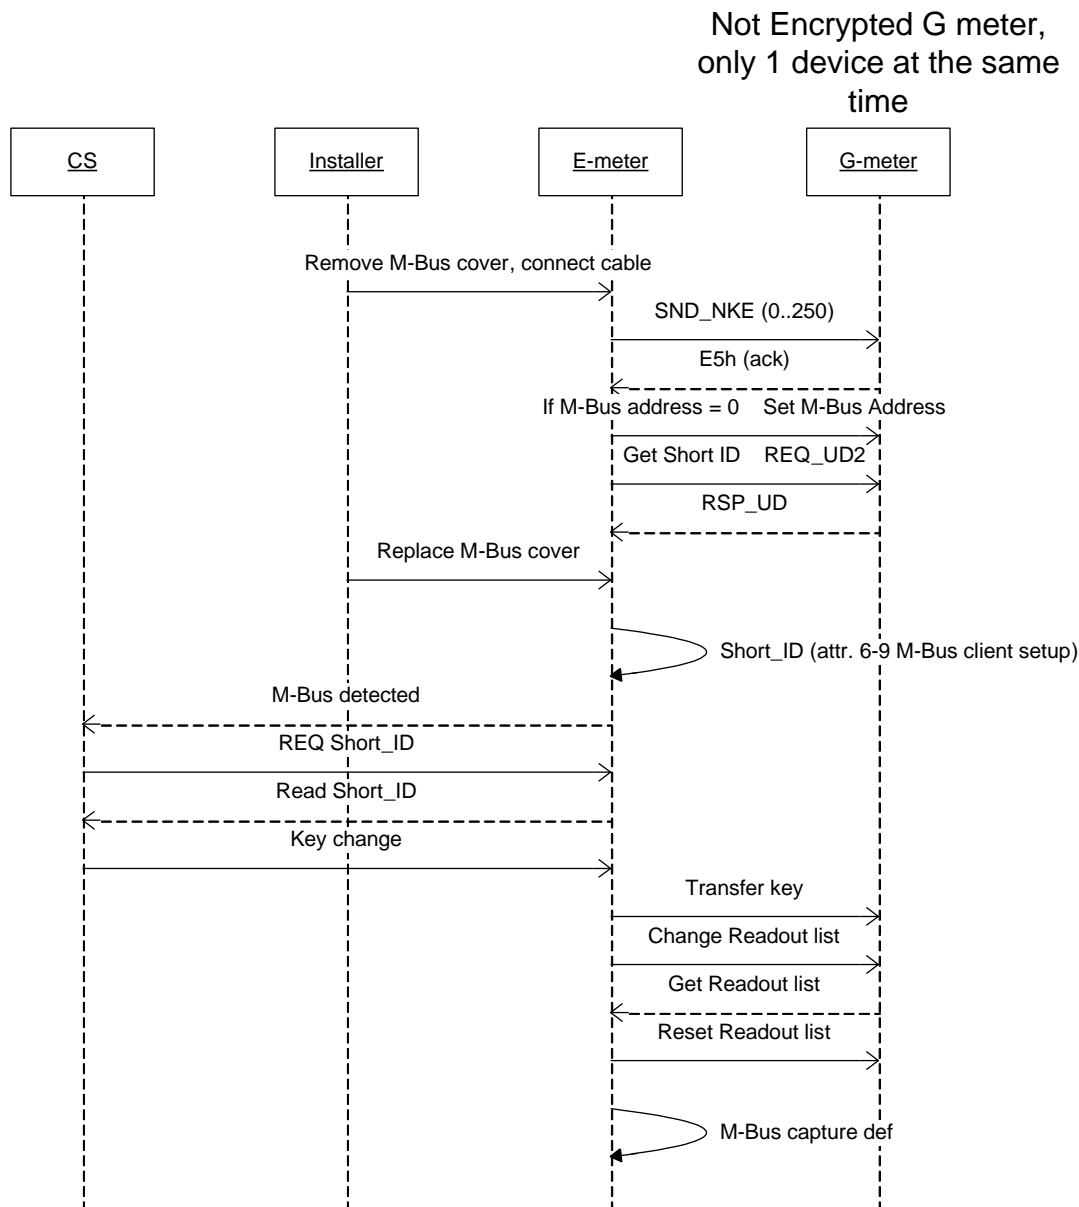 Not Encrypted G meter,
only 1 device at the same
time
CS
Installer
E-meter
G-meter
Remove M-Bus cover, connect cable
SND_NKE (0..250)
E5h (ack)
If M-Bus address = 0 Set M-Bus Address
Get Short ID REQ_UD2
RSP_UD
Replace M-Bus cover
Short_ID (attr. 6-9 M-Bus client setup)
M-Bus detected
REQ Short_ID
Read Short_ID
Key change
Transfer key
Change Readout list
Get Readout list
Reset Readout list
M-Bus capture def